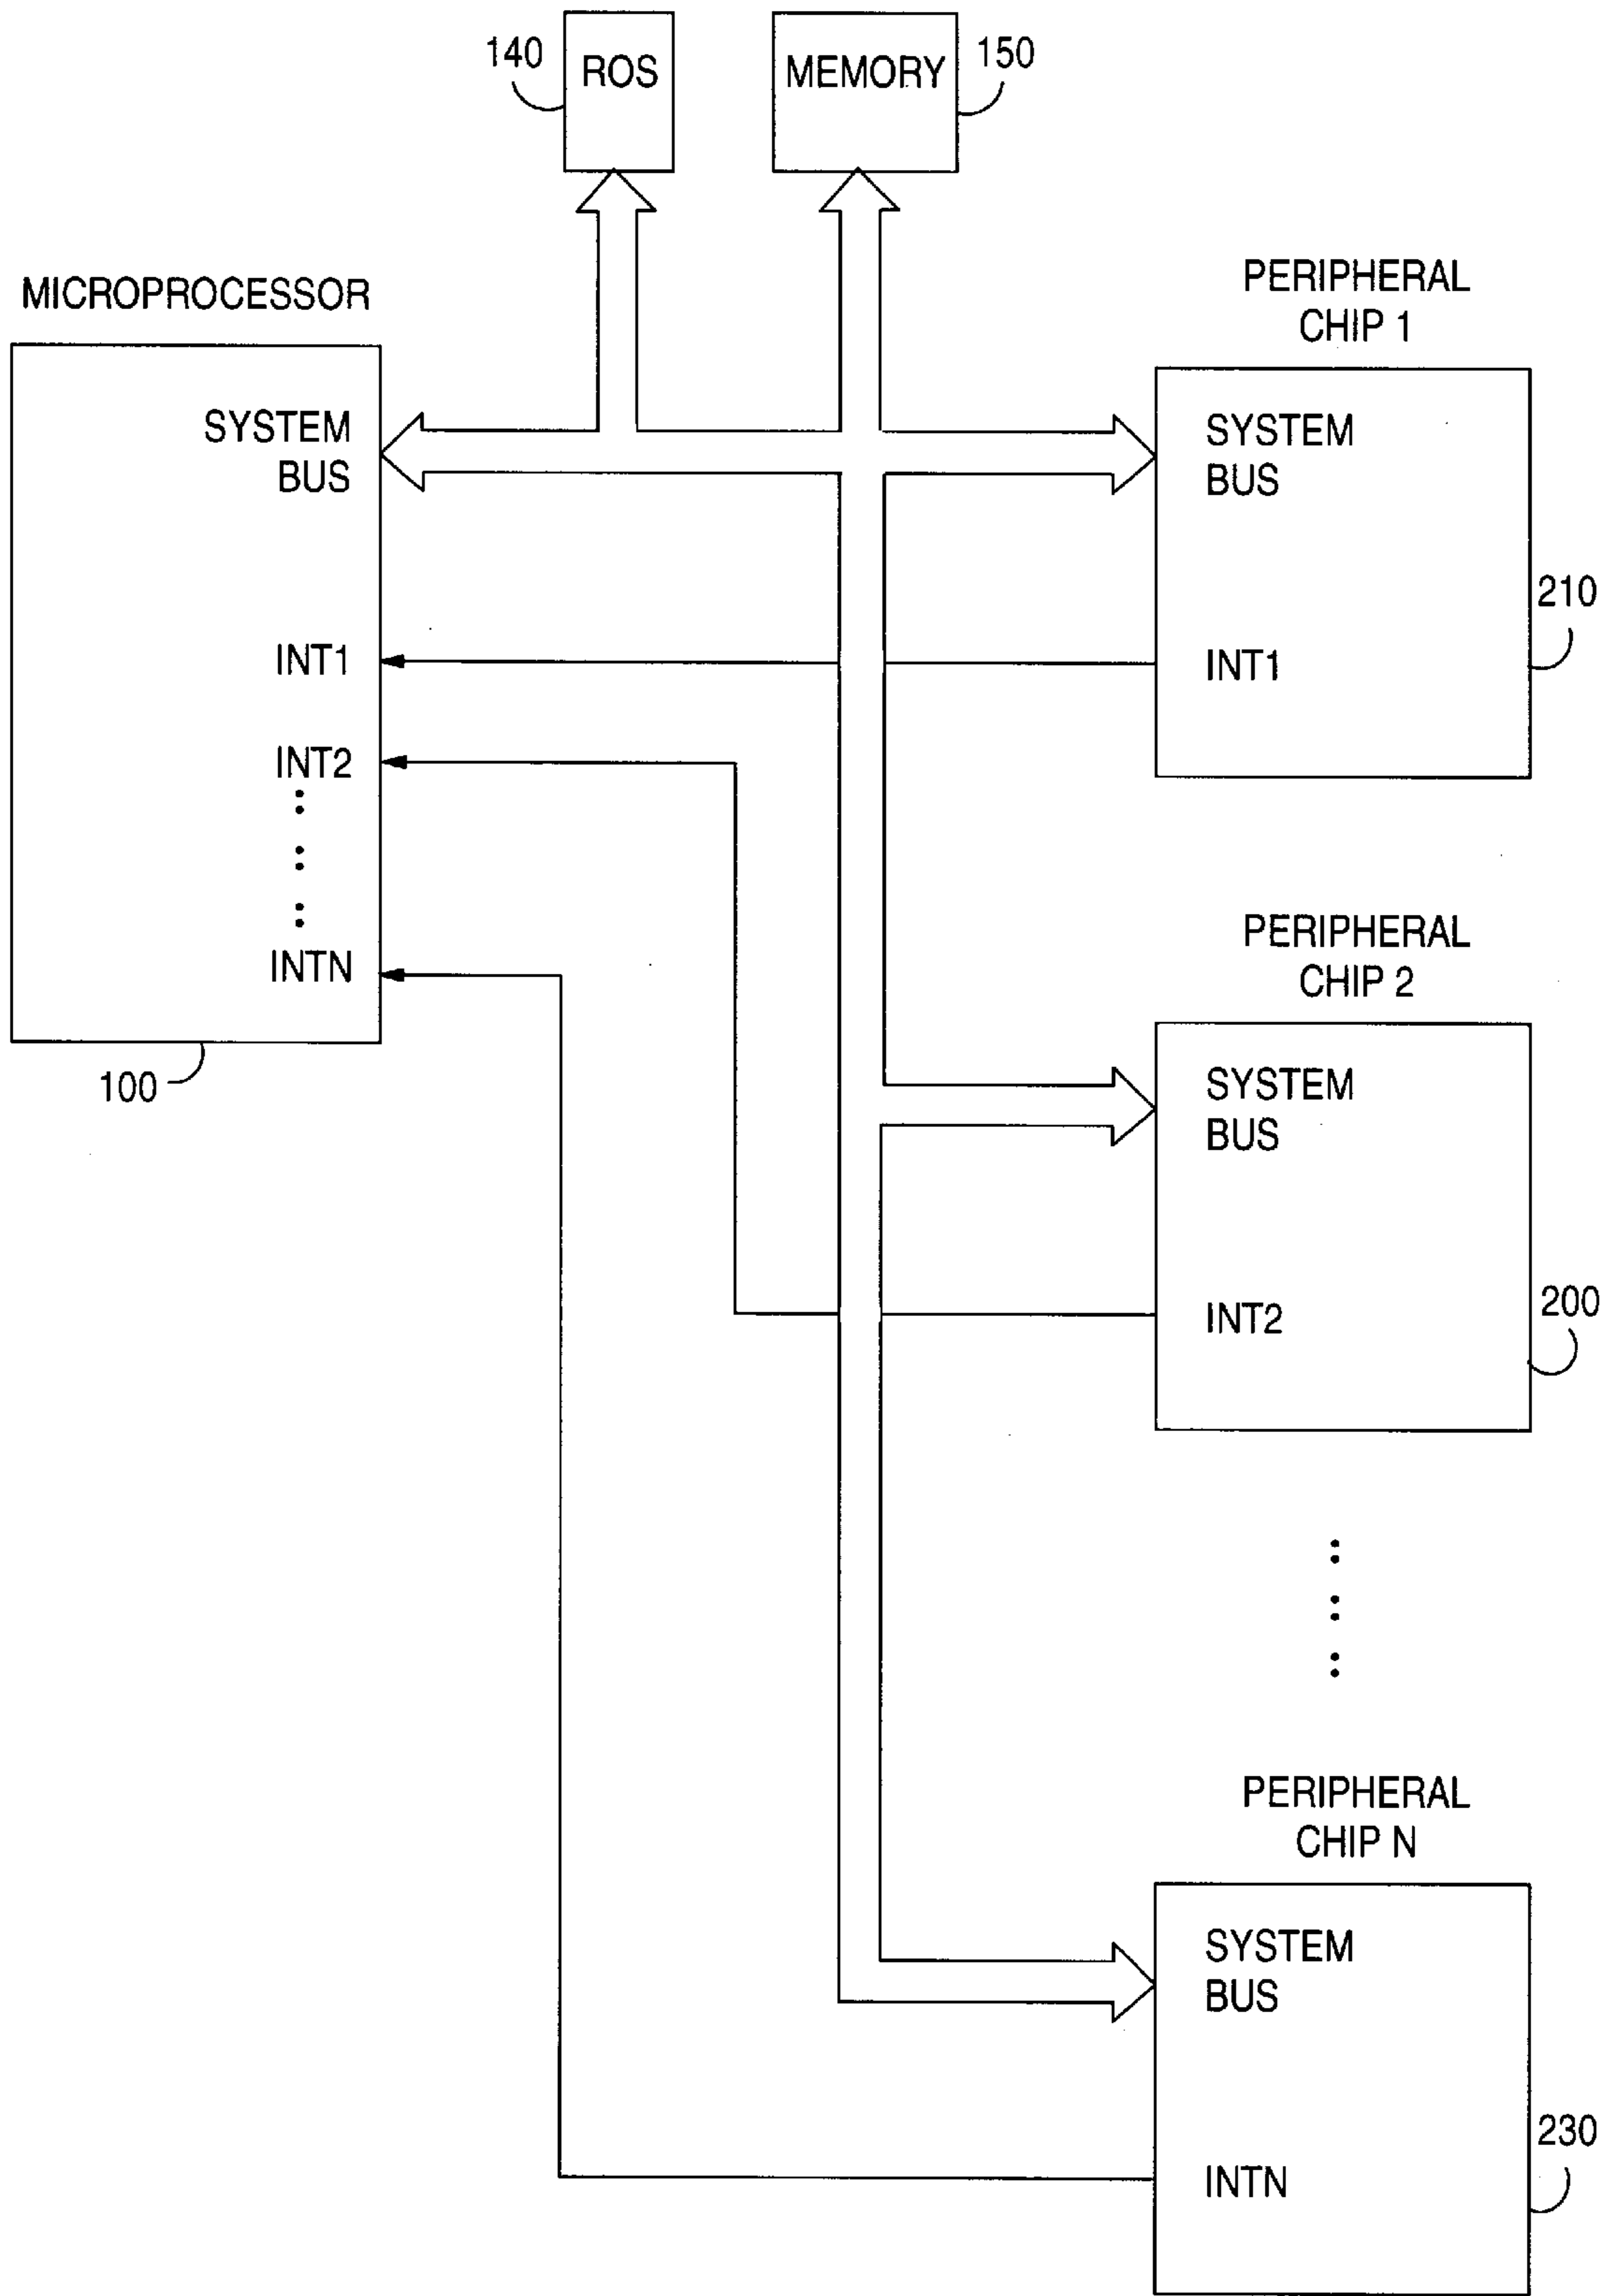 140
ROS
MEMORY
150
MICROPROCESSOR
SYSTEM
BUS
INT1
INT2
INTN
100
PERIPHERAL
CHIP 1
SYSTEM
BUS
INT1
210
PERIPHERAL
CHIP 2
SYSTEM
BUS
INT2
200
PERIPHERAL
CHIP N
SYSTEM
BUS
INTN
230